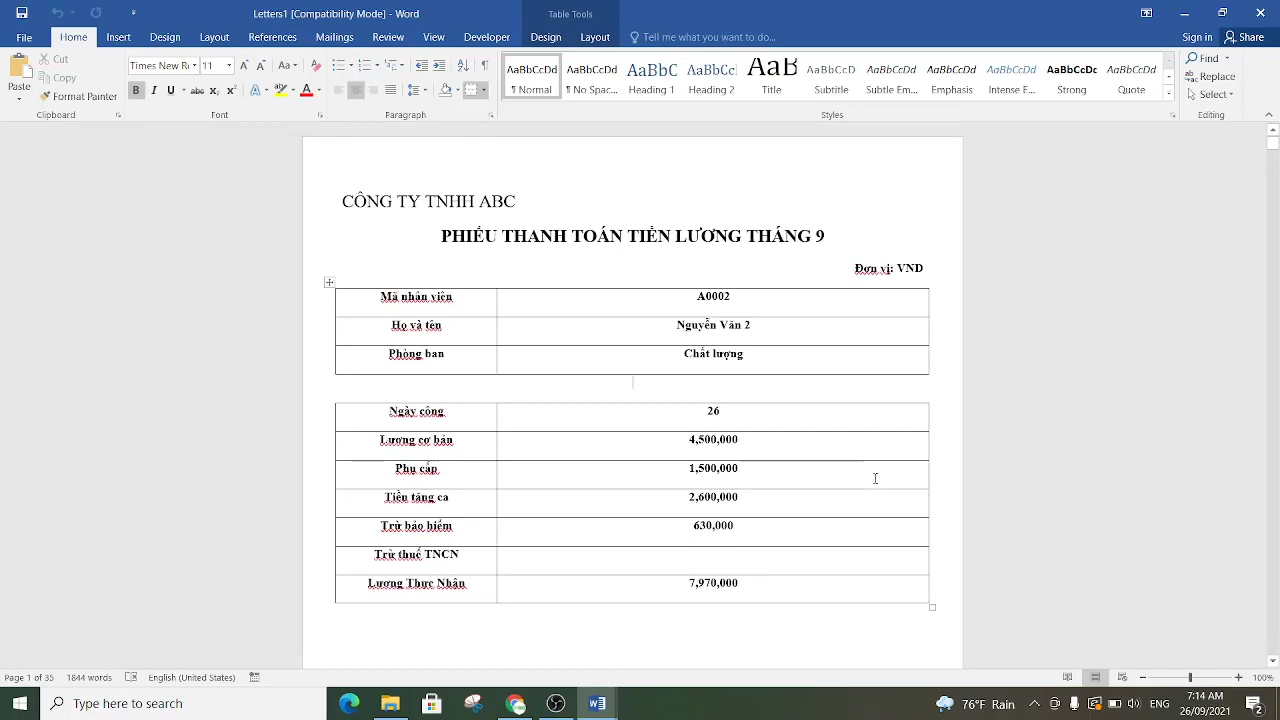 Letters1 [Compatibility Mode] - Word
Table Tools
File Home Insert Design Layout References Mailings Review View Developer Design Layout Tell me what you want to do... Sign in Share
Paste
Cut
Copy
Format Painter
Clipboard
Times New Ro 11
Font
Paragraph
AaBbCcDd AaBbCcDd AaBbC AaBbCc AaB AaBbCcD AaBbCcDd AaBbCcDd AaBbCcDd AaBbCcDc AaBbCcDd
¶ Normal ¶ No Spac... Heading 1 Heading 2 Title Subtitle Subtle Em... Emphasis Intense E... Strong Quote
Styles
Find
Replace
Select
Editing
CÔNG TY TNHH ABC
PHIẾU THANH TOÁN TIỀN LƯƠNG THÁNG 9
Đơn vị: VND
Mã nhân viên A0002
Họ và tên Nguyễn Văn 2
Phòng ban Chất lượng
Ngày công 26
Lương cơ bản 4,500,000
Phụ cấp 1,500,000
Tiền tăng ca 2,600,000
Trừ bảo hiểm 630,000
Trừ thuế TNCN
Lương Thực Nhận 7,970,000
Page 1 of 35 1844 words English (United States) 100%
Type here to search
76°F Rain
7:14 AM
26/09/2021